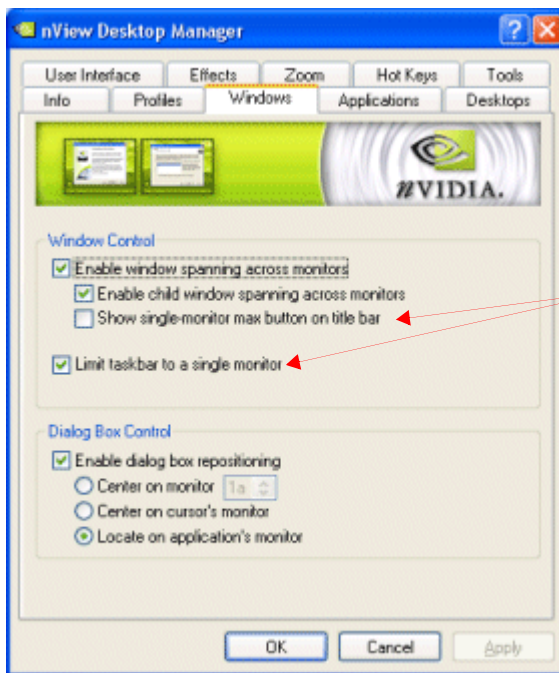 nView Desktop Manager
User Interface Effects Zoom Hot Keys Tools
Info Profiles Windows Applications Desktops
nVIDIA.
Window Control
Enable window spanning across monitors
Enable child window spanning across monitors
Show single-monitor max button on title bar
Limit taskbar to a single monitor
Dialog Box Control
Enable dialog box repositioning
Center on monitor 1a
Center on cursor's monitor
Locate on application's monitor
OK Cancel Apply